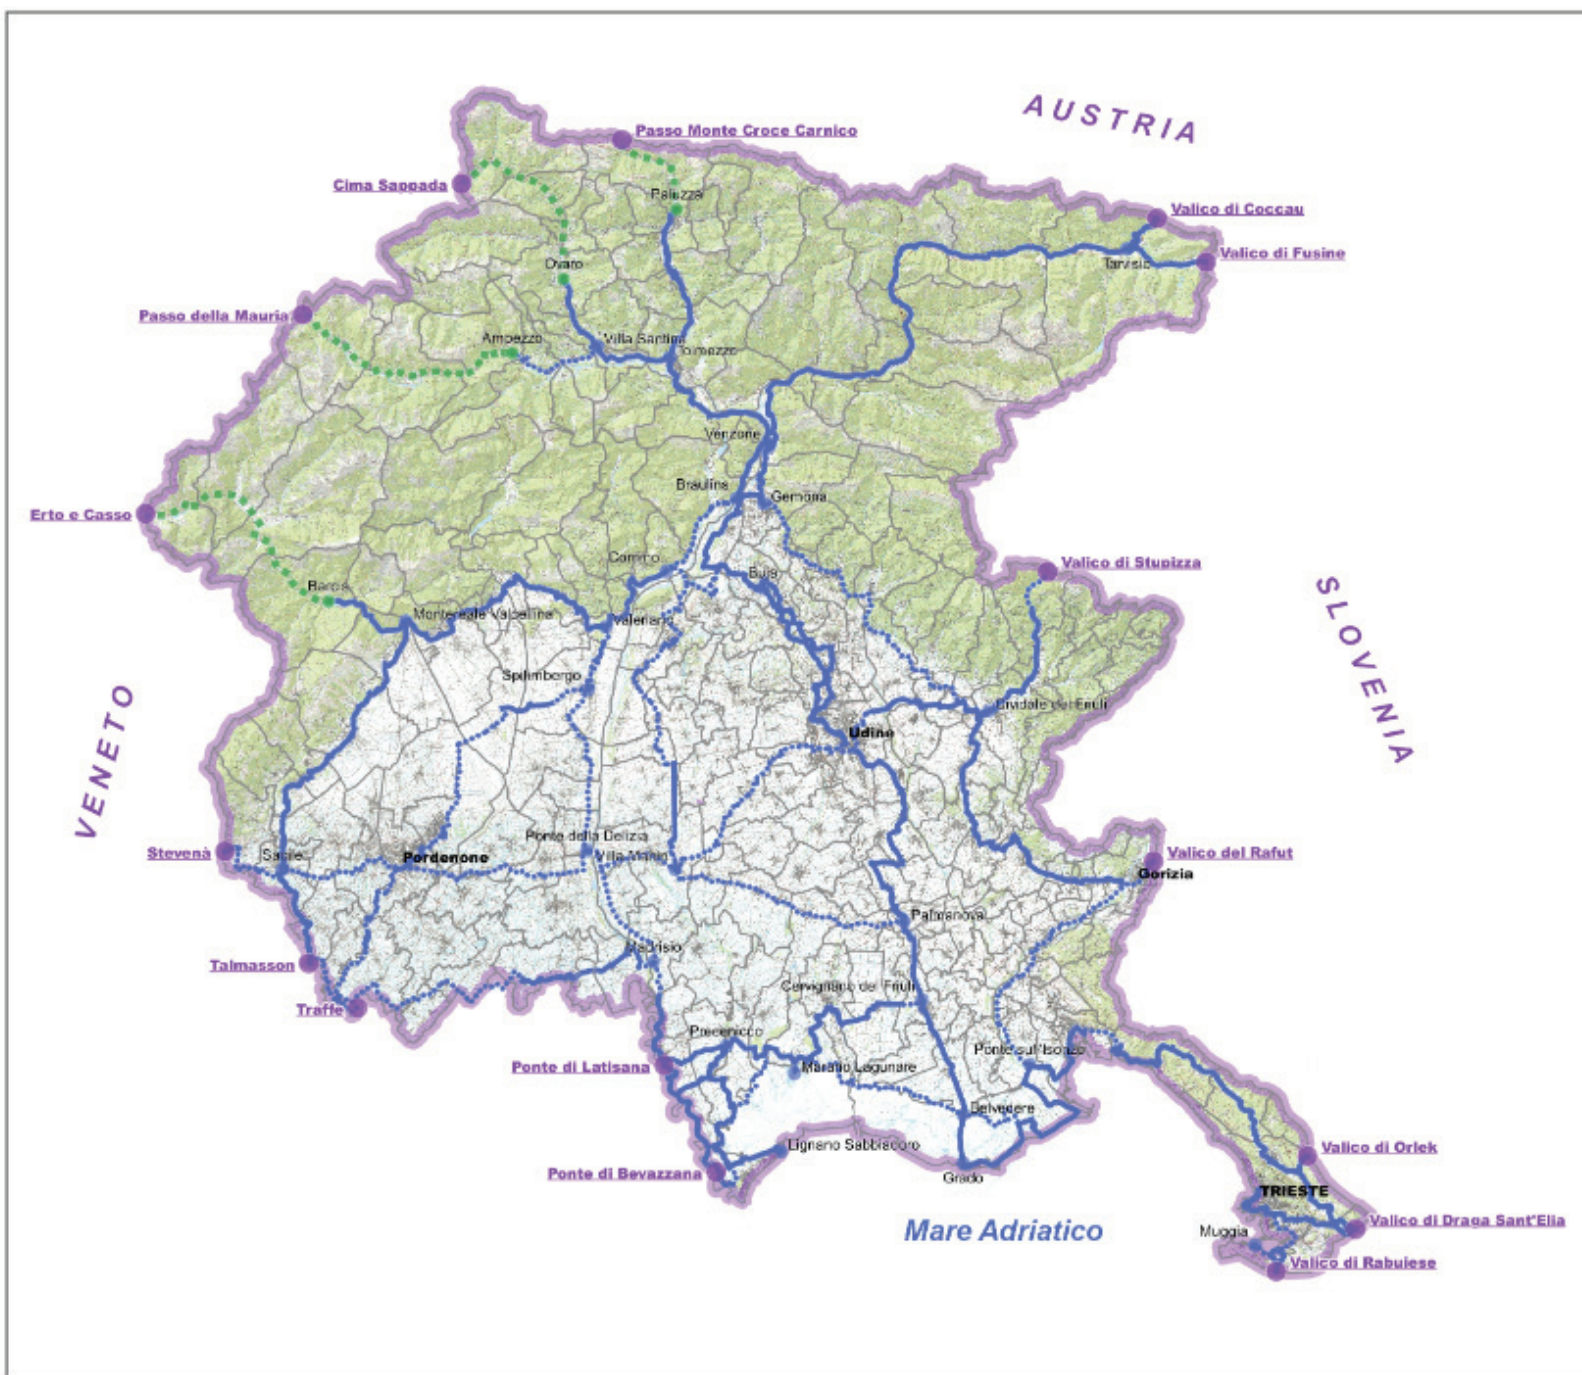 AUSTRIA
Passo Monte Croce Carnico
Cima Sappada
Paluzza
Valico di Coccau
Valico di Fusine
Tarvisio
Ovaro
Passo della Mauria
Ampezzo
Villa Santina
Tolmezzo
Venzone
Braulins
Gemona
Erto e Casso
Cornino
Buja
Valico di Stupizza
SLOVENIA
Barcis
Montereale Valcellina
Valeriano
Spilimbergo
Cividale del Friuli
VENETO
Udine
Ponte della Delizia
Stevenà
Sacile
Pordenone
Villa Manin
Valico del Rafut
Gorizia
Palmanova
Madrisio
Talmasson
Cervignano del Friuli
Traffe
Precenicco
Ponte sull'Isonzo
Ponte di Latisana
Marano Lagunare
Belvedere
Lignano Sabbiadoro
Valico di Orlek
Ponte di Bevazzana
Grado
TRIESTE
Mare Adriatico
Muggia
Valico di Draga Sant'Elia
Valico di Rabuiese